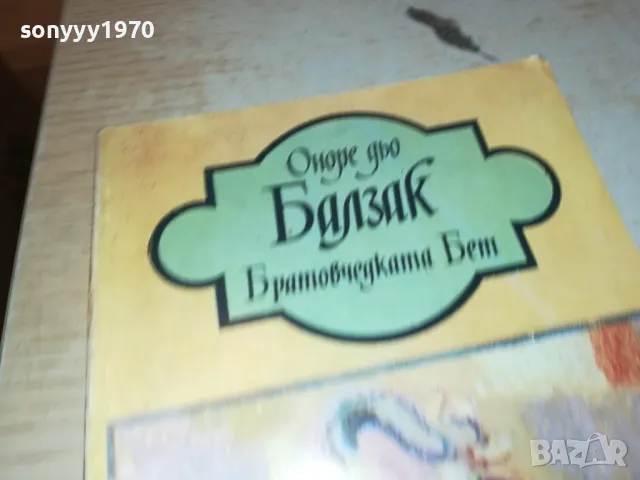 sonyyy1970
Оноре дьо
Балзак
Братовчедката Бет
BAZAR